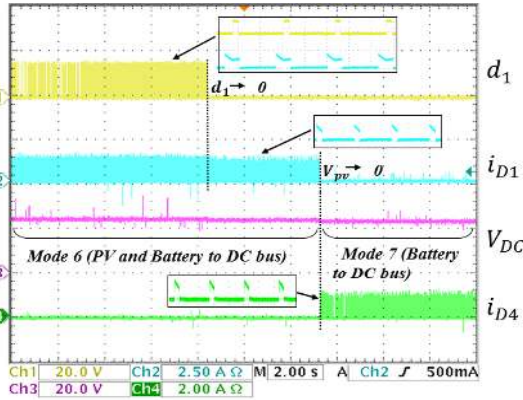 d1
d1→ 0
iD1
Vpv → 0
VDC
Mode 6 (PV and Battery to DC bus)
Mode 7 (Battery to DC bus)
iD4
Ch1 20.0 V Ch2 2.50 A Ω M 2.00 s A Ch2 ∫ 500mA
Ch3 20.0 V Ch4 2.00 A Ω